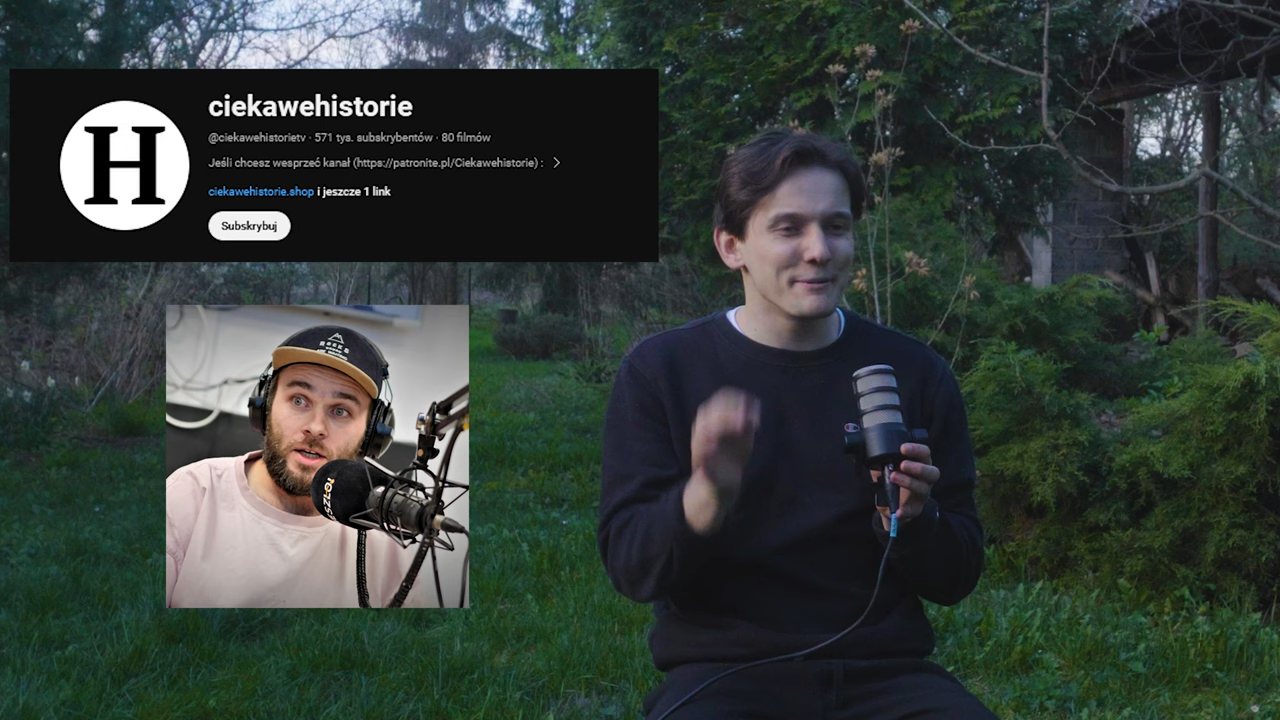 H
ciekawehistorie
@ciekawehistorietv · 571 tys. subskrybentów · 80 filmów
Jeśli chcesz wesprzeć kanał (https://patronite.pl/Ciekawehistorie) :
ciekawehistorie.shop i jeszcze 1 link
Subskrybuj